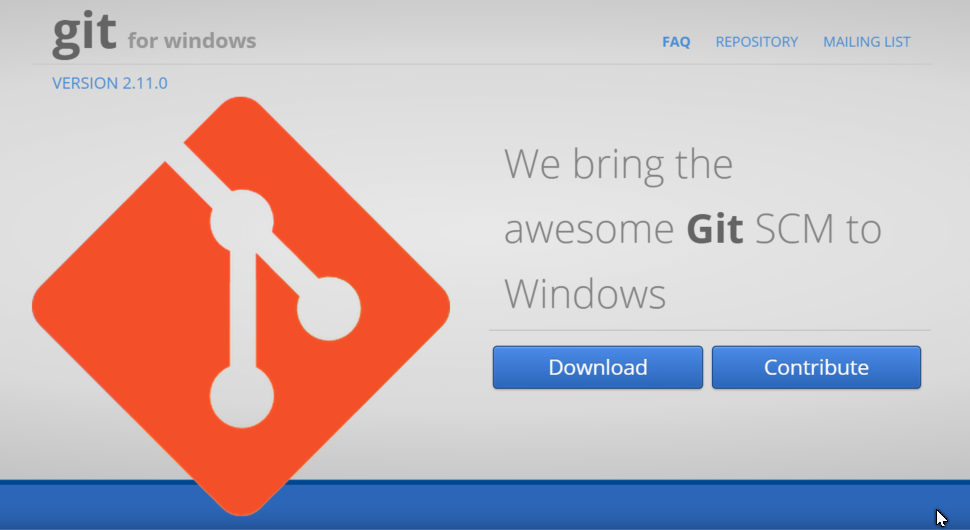 git for windows
FAQ REPOSITORY MAILING LIST
VERSION 2.11.0
We bring the
awesome Git SCM to
Windows
Download Contribute